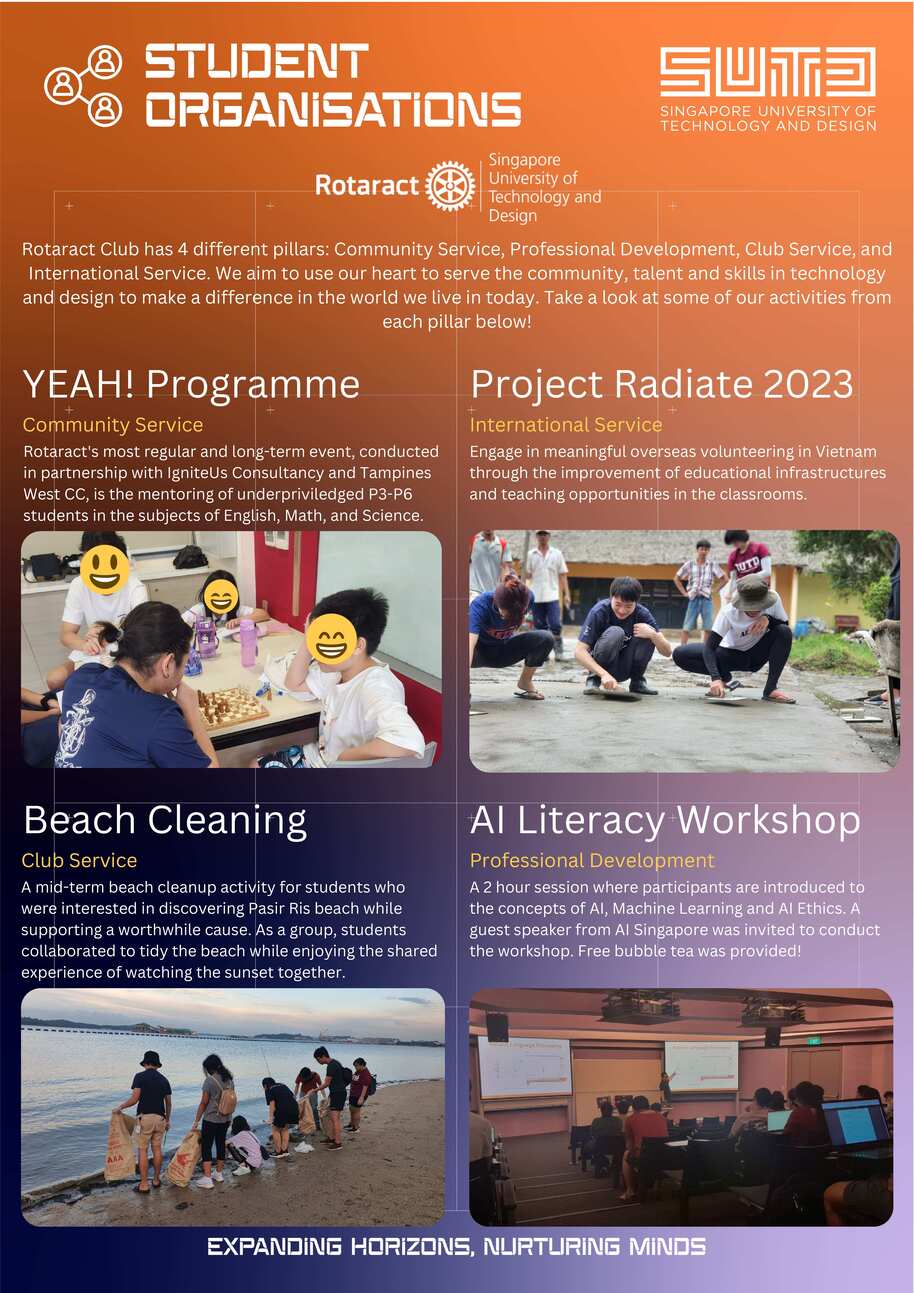 STUDENT
ORGANISATIONS
SUTD
SINGAPORE UNIVERSITY OF
TECHNOLOGY AND DESIGN
Rotaract
Singapore
University of
Technology and
Design
Rotaract Club has 4 different pillars: Community Service, Professional Development, Club Service, and
International Service. We aim to use our heart to serve the community, talent and skills in technology
and design to make a difference in the world we live in today. Take a look at some of our activities from
each pillar below!
YEAH! Programme
Community Service
Rotaract's most regular and long-term event, conducted
in partnership with IgniteUs Consultancy and Tampines
West CC, is the mentoring of underpriviledged P3-P6
students in the subjects of English, Math, and Science.
Project Radiate 2023
International Service
Engage in meaningful overseas volunteering in Vietnam
through the improvement of educational infrastructures
and teaching opportunities in the classrooms.
Beach Cleaning
Club Service
A mid-term beach cleanup activity for students who
were interested in discovering Pasir Ris beach while
supporting a worthwhile cause. As a group, students
collaborated to tidy the beach while enjoying the shared
experience of watching the sunset together.
AI Literacy Workshop
Professional Development
A 2 hour session where participants are introduced to
the concepts of AI, Machine Learning and AI Ethics. A
guest speaker from AI Singapore was invited to conduct
the workshop. Free bubble tea was provided!
Language Processing
EXPANDING HORIZONS, NURTURING MINDS